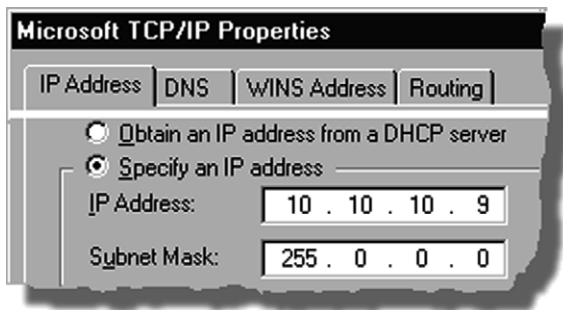 Microsoft TCP/IP Properties
IP Address DNS WINS Address Routing
Obtain an IP address from a DHCP server
Specify an IP address
IP Address: 10 . 10 . 10 . 9
Subnet Mask: 255 . 0 . 0 . 0